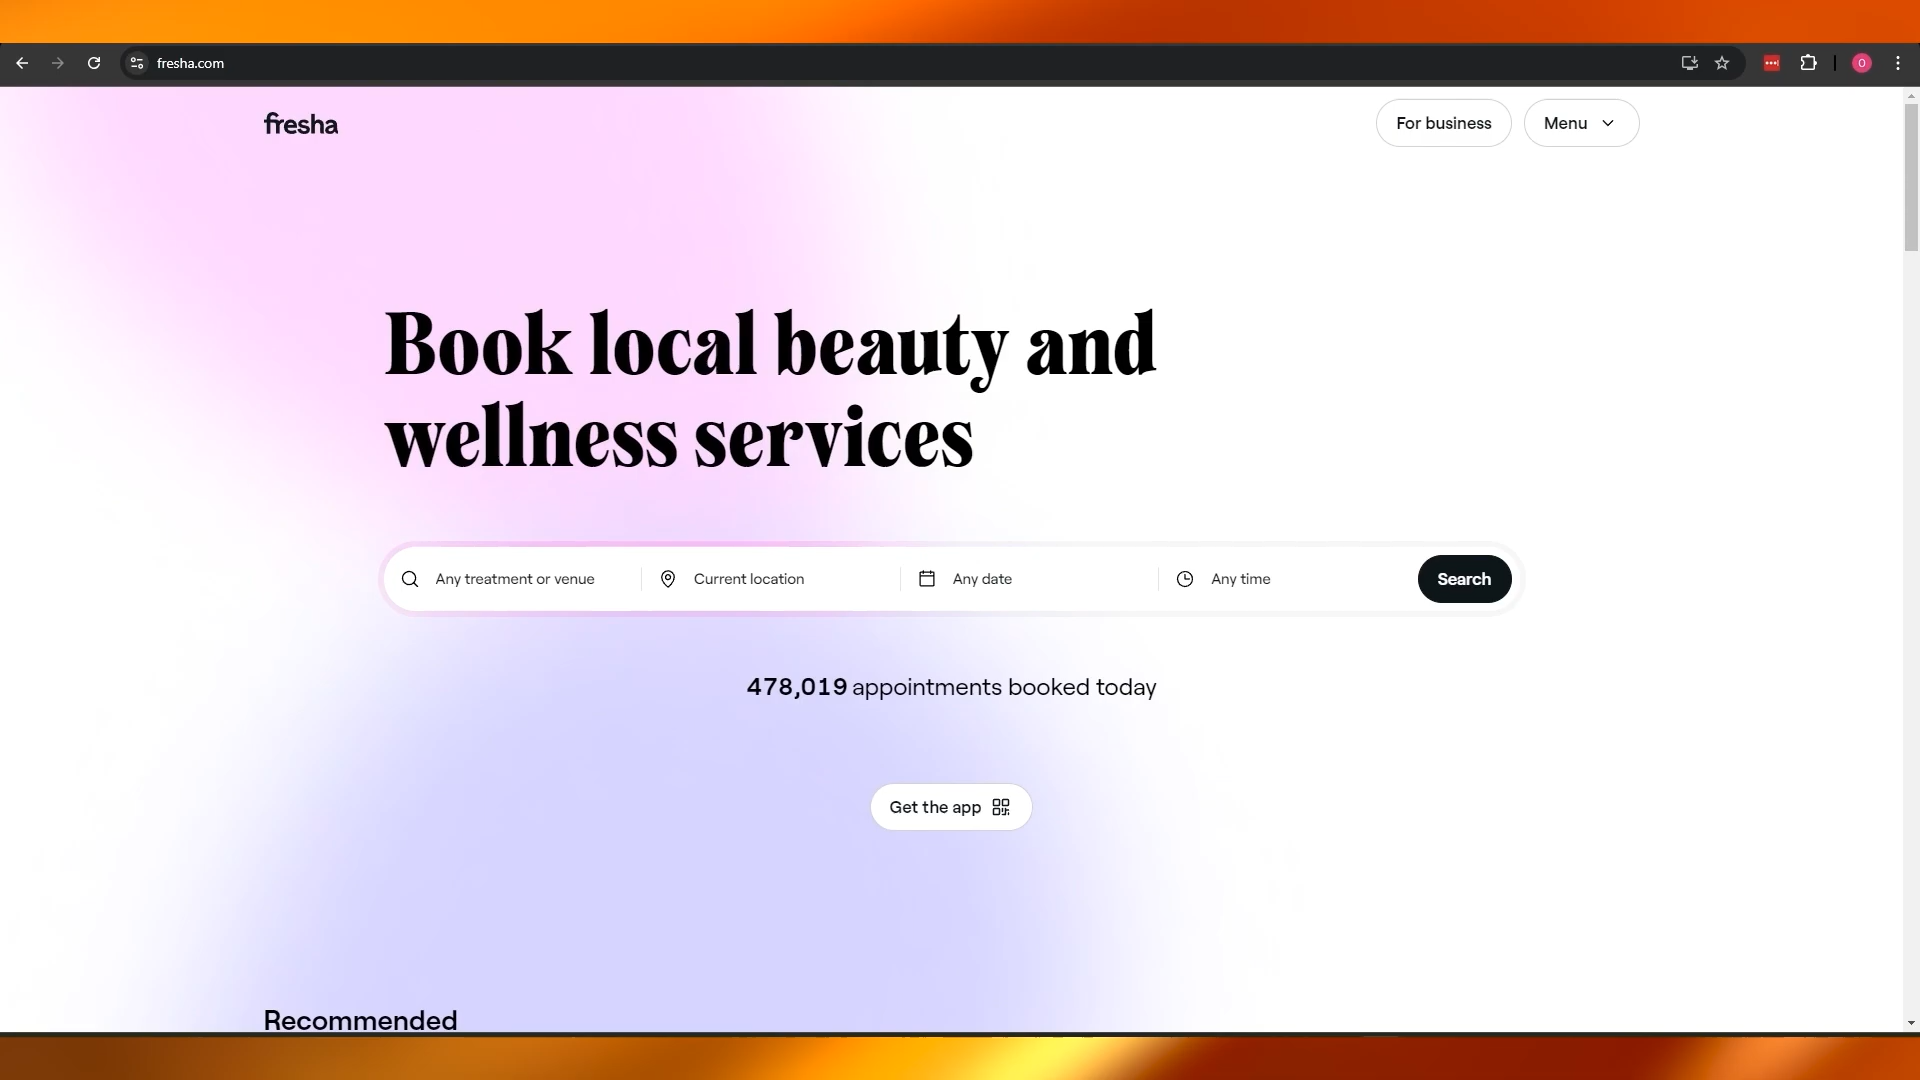 fresha.com
O
fresha
For business
Menu
Book local beauty and
wellness services
Any treatment or venue
Current location
Any date
Any time
Search
478,019 appointments booked today
Get the app
Recommended